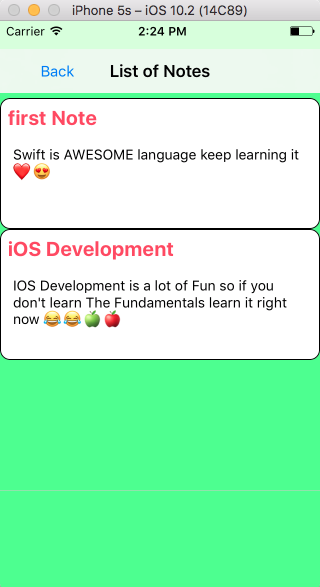 iPhone 5s – iOS 10.2 (14C89)
Carrier 2:24 PM
Back List of Notes
first Note
Swift is AWESOME language keep learning it
❤️😍
iOS Development
IOS Development is a lot of Fun so if you
don't learn The Fundamentals learn it right
now 😂😂🍏🍎